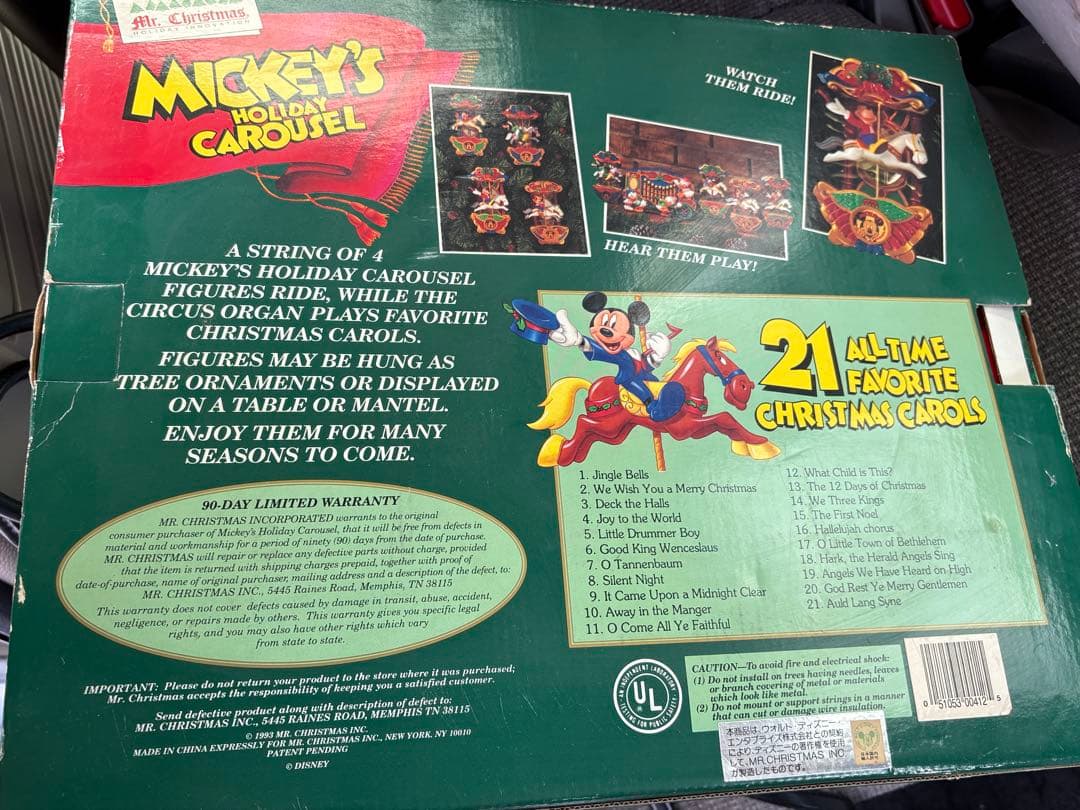 Mr. Christmas
HOLIDAY INNOVATION
MICKEY'S
HOLIDAY
CAROUSEL
WATCH
THEM RIDE!
HEAR THEM PLAY!
A STRING OF 4
MICKEY'S HOLIDAY CAROUSEL
FIGURES RIDE, WHILE THE
CIRCUS ORGAN PLAYS FAVORITE
CHRISTMAS CAROLS.
FIGURES MAY BE HUNG AS
TREE ORNAMENTS OR DISPLAYED
ON A TABLE OR MANTEL.
ENJOY THEM FOR MANY
SEASONS TO COME.
21 ALL-TIME
FAVORITE
CHRISTMAS CAROLS
1. Jingle Bells
2. We Wish You a Merry Christmas
3. Deck the Halls
4. Joy to the World
5. Little Drummer Boy
6. Good King Wenceslaus
7. O Tannenbaum
8. Silent Night
9. It Came Upon a Midnight Clear
10. Away in the Manger
11. O Come All Ye Faithful
12. What Child is This?
13. The 12 Days of Christmas
14. We Three Kings
15. The First Noel
16. Hallelujah chorus
17. O Little Town of Bethlehem
18. Hark, the Herald Angels Sing
19. Angels We Have Heard on High
20. God Rest Ye Merry Gentlemen
21. Auld Lang Syne
90-DAY LIMITED WARRANTY
MR. CHRISTMAS INCORPORATED warrants to the original
consumer purchaser of Mickey's Holiday Carousel, that it will be free from defects in
material and workmanship for a period of ninety (90) days from the date of purchase.
MR. CHRISTMAS will repair or replace any defective parts without charge, provided
that the item is returned with shipping charges prepaid, together with proof of
date-of-purchase, name of original purchaser, mailing address and a description of the defect, to:
MR. CHRISTMAS INC., 5445 Raines Road, Memphis, TN 38115
This warranty does not cover defects caused by damage in transit, abuse, accident,
negligence, or repairs made by others. This warranty gives you specific legal
rights, and you may also have other rights which vary
from state to state.
IMPORTANT: Please do not return your product to the store where it was purchased;
Mr. Christmas accepts the responsibility of keeping you a satisfied customer.
Send defective product along with description of defect to:
MR. CHRISTMAS INC., 5445 RAINES ROAD, MEMPHIS TN 38115
© 1993 MR. CHRISTMAS INC.
MADE IN CHINA EXPRESSLY FOR MR. CHRISTMAS INC., NEW YORK, NY 10010
PATENT PENDING
© DISNEY
AN INDEPENDENT LABORATORY
UL
TESTING FOR PUBLIC SAFETY
CAUTION—To avoid fire and electrical shock:
(1) Do not install on trees having needles, leaves
or branch covering of metal or materials
which look like metal.
(2) Do not mount or support strings in a manner
that can cut or damage wire insulation.
0 51053 00412 5
本商品は、ウォルト・ディズニー・
エンタプライズ株式会社との契約
により、ディズニーの著作権を使用
して、MR.CHRISTMAS INC
が製造したものです。